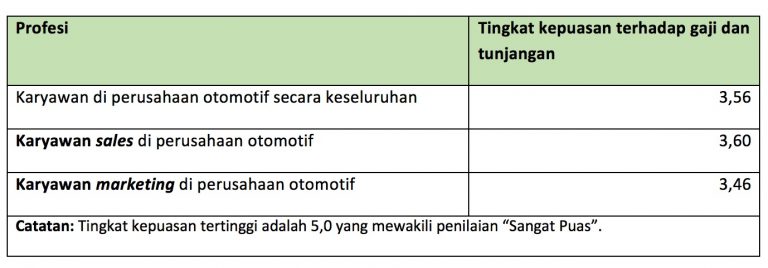 Profesi
Tingkat kepuasan terhadap gaji dan
tunjangan
Karyawan di perusahaan otomotif secara keseluruhan
3,56
Karyawan sales di perusahaan otomotif
3,60
Karyawan marketing di perusahaan otomotif
3,46
Catatan: Tingkat kepuasan tertinggi adalah 5,0 yang mewakili penilaian “Sangat Puas”.